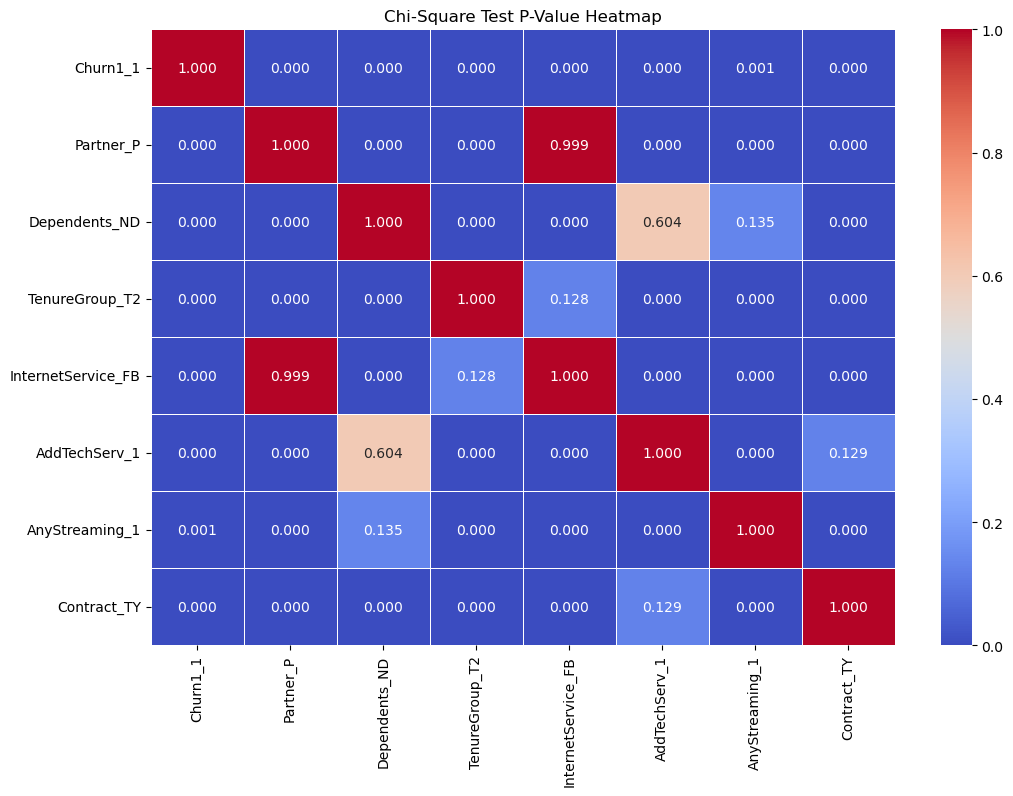 Chi-Square Test P-Value Heatmap
Churn1_1 1.000 0.000 0.000 0.000 0.000 0.000 0.001 0.000
Partner_P 0.000 1.000 0.000 0.000 0.999 0.000 0.000 0.000
Dependents_ND 0.000 0.000 1.000 0.000 0.000 0.604 0.135 0.000
TenureGroup_T2 0.000 0.000 0.000 1.000 0.128 0.000 0.000 0.000
InternetService_FB 0.000 0.999 0.000 0.128 1.000 0.000 0.000 0.000
AddTechServ_1 0.000 0.000 0.604 0.000 0.000 1.000 0.000 0.129
AnyStreaming_1 0.001 0.000 0.135 0.000 0.000 0.000 1.000 0.000
Contract_TY 0.000 0.000 0.000 0.000 0.000 0.129 0.000 1.000
Churn1_1
Partner_P
Dependents_ND
TenureGroup_T2
InternetService_FB
AddTechServ_1
AnyStreaming_1
Contract_TY
1.0
0.8
0.6
0.4
0.2
0.0